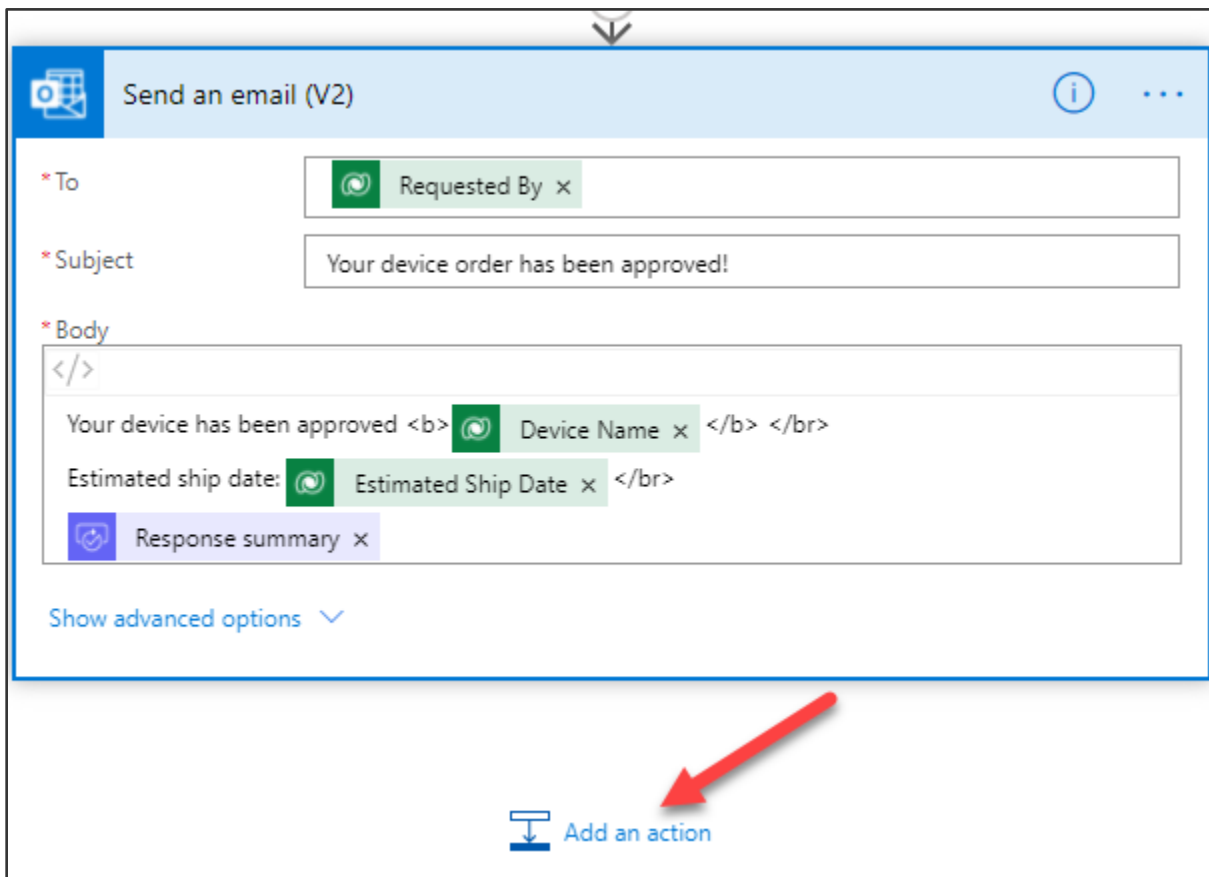 Send an email (V2)
* To
Requested By ×
* Subject
Your device order has been approved!
* Body
</>
Your device has been approved <b> Device Name × </b> </br>
Estimated ship date: Estimated Ship Date × </br>
Response summary ×
Show advanced options
Add an action